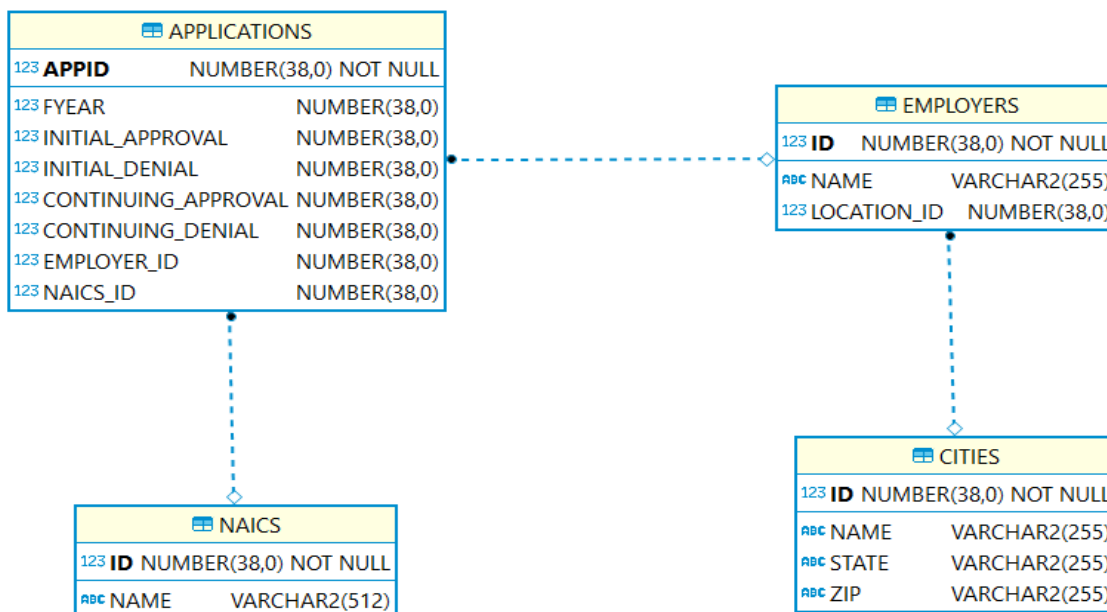 APPLICATIONS
123 APPID NUMBER(38,0) NOT NULL
123 FYEAR NUMBER(38,0)
123 INITIAL_APPROVAL NUMBER(38,0)
123 INITIAL_DENIAL NUMBER(38,0)
123 CONTINUING_APPROVAL NUMBER(38,0)
123 CONTINUING_DENIAL NUMBER(38,0)
123 EMPLOYER_ID NUMBER(38,0)
123 NAICS_ID NUMBER(38,0)
EMPLOYERS
123 ID NUMBER(38,0) NOT NULL
ABC NAME VARCHAR2(255)
123 LOCATION_ID NUMBER(38,0)
NAICS
123 ID NUMBER(38,0) NOT NULL
ABC NAME VARCHAR2(512)
CITIES
123 ID NUMBER(38,0) NOT NULL
ABC NAME VARCHAR2(255)
ABC STATE VARCHAR2(255)
ABC ZIP VARCHAR2(255)